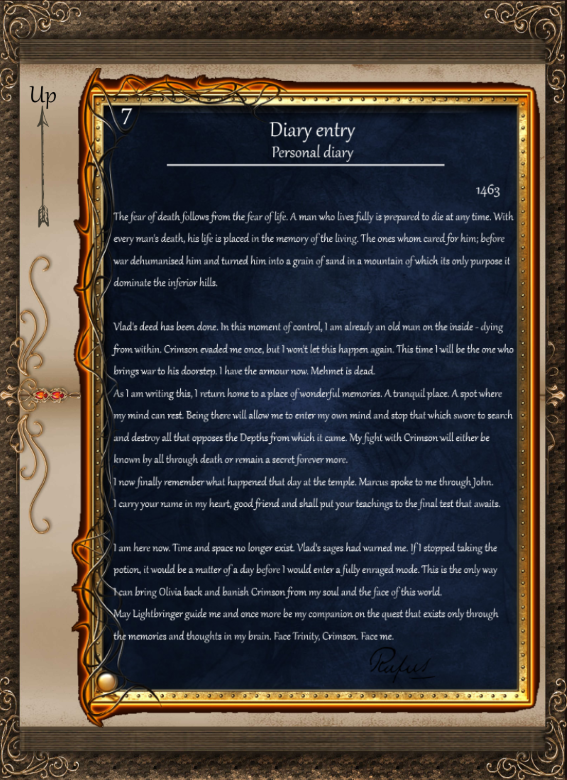 Up
7
Diary entry
Personal diary
1463
The fear of death follows from the fear of life. A man who lives fully is prepared to die at any time. With
every man's death, his life is placed in the memory of the living. The ones whom cared for him; before
war dehumanised him and turned him into a grain of sand in a mountain of which its only purpose it
dominate the inferior hills.
Vlad's deed has been done. In this moment of control, I am already an old man on the inside - dying
from within. Crimson evaded me once, but I won't let this happen again. This time I will be the one who
brings war to his doorstep. I have the armour now. Mehmet is dead.
As I am writing this, I return home to a place of wonderful memories. A tranquil place. A spot where
my mind can rest. Being there will allow me to enter my own mind and stop that which swore to search
and destroy all that opposes the Depths from which it came. My fight with Crimson will either be
known by all through death or remain a secret forever more.
I now finally remember what happened that day at the temple. Marcus spoke to me through John.
I carry your name in my heart, good friend and shall put your teachings to the final test that awaits.
I am here now. Time and space no longer exist. Vlad's sages had warned me. If I stopped taking the
potion, it would be a matter of a day before I would enter a fully enraged mode. This is the only way
I can bring Olivia back and banish Crimson from my soul and the face of this world.
May Lightbringer guide me and once more be my companion on the quest that exists only through
the memories and thoughts in my brain. Face Trinity, Crimson. Face me.
Rufus